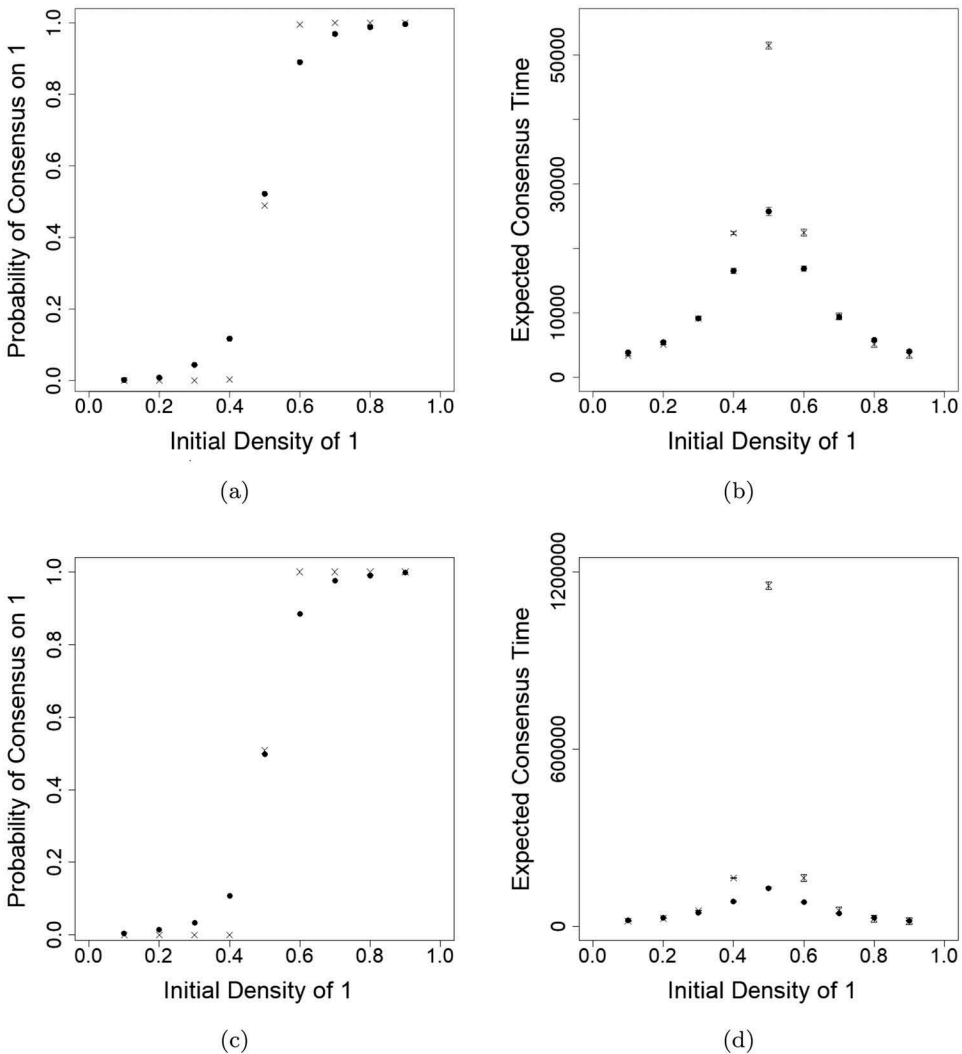 Probability of Consensus on 1
1.0
0.8
0.6
0.4
0.2
0.0
0.0 0.2 0.4 0.6 0.8 1.0
Initial Density of 1
(a)
Expected Consensus Time
50000
30000
10000
0
0.0 0.2 0.4 0.6 0.8 1.0
Initial Density of 1
(b)
Probability of Consensus on 1
1.0
0.8
0.6
0.4
0.2
0.0
0.0 0.2 0.4 0.6 0.8 1.0
Initial Density of 1
(c)
Expected Consensus Time
1200000
600000
0
0.0 0.2 0.4 0.6 0.8 1.0
Initial Density of 1
(d)